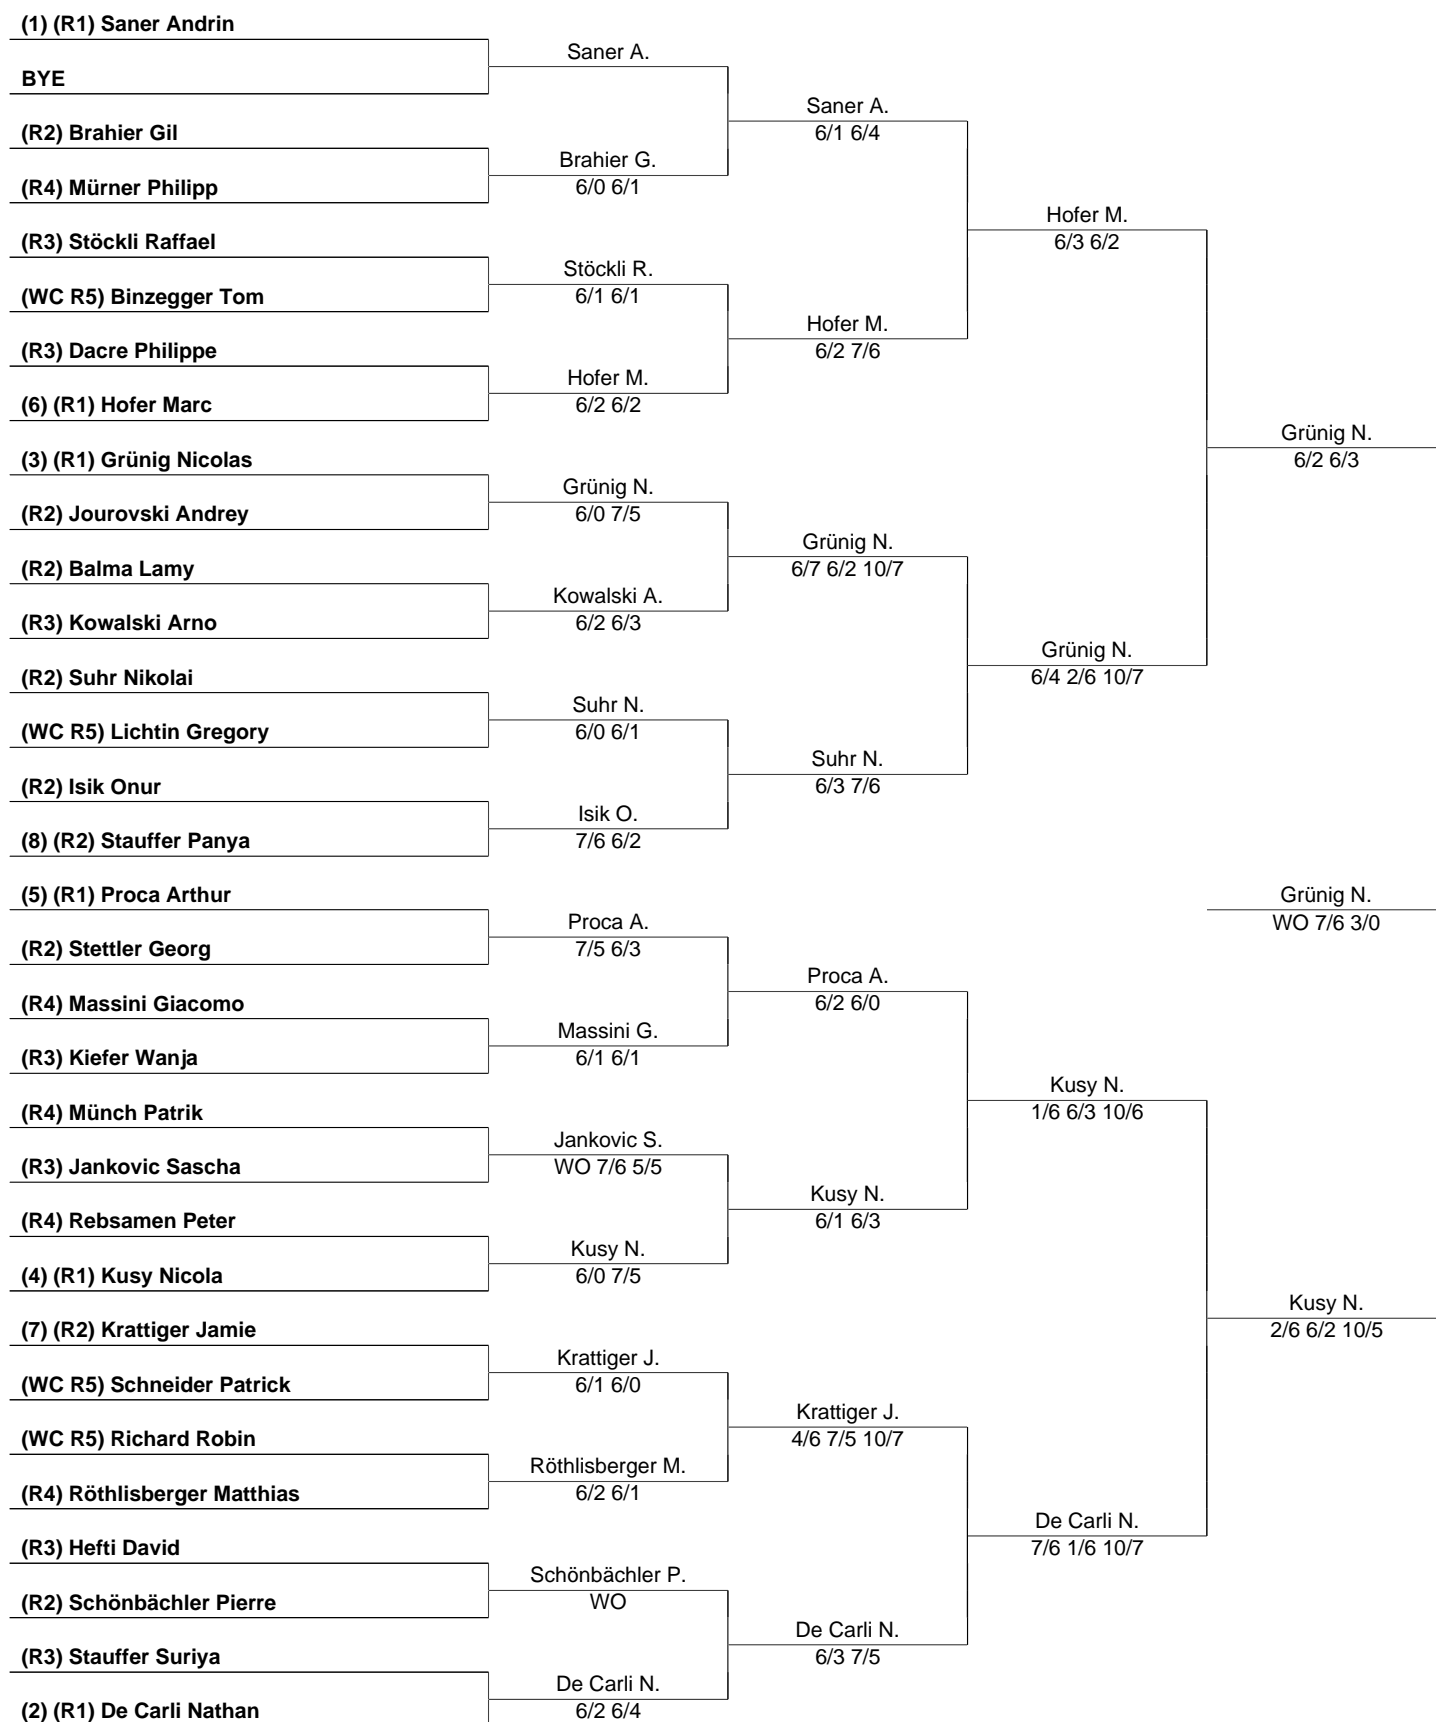 (1) (R1) Saner Andrin
BYE
(R2) Brahier Gil
(R4) Mürner Philipp
(R3) Stöckli Raffael
(WC R5) Binzegger Tom
(R3) Dacre Philippe
(6) (R1) Hofer Marc
(3) (R1) Grünig Nicolas
(R2) Jourovski Andrey
(R2) Balma Lamy
(R3) Kowalski Arno
(R2) Suhr Nikolai
(WC R5) Lichtin Gregory
(R2) Isik Onur
(8) (R2) Stauffer Panya
(5) (R1) Proca Arthur
(R2) Stettler Georg
(R4) Massini Giacomo
(R3) Kiefer Wanja
(R4) Münch Patrik
(R3) Jankovic Sascha
(R4) Rebsamen Peter
(4) (R1) Kusy Nicola
(7) (R2) Krattiger Jamie
(WC R5) Schneider Patrick
(WC R5) Richard Robin
(R4) Röthlisberger Matthias
(R3) Hefti David
(R2) Schönbächler Pierre
(R3) Stauffer Suriya
(2) (R1) De Carli Nathan
Saner A.
Brahier G.
6/0 6/1
Stöckli R.
6/1 6/1
Hofer M.
6/2 6/2
Grünig N.
6/0 7/5
Kowalski A.
6/2 6/3
Suhr N.
6/0 6/1
Isik O.
7/6 6/2
Proca A.
7/5 6/3
Massini G.
6/1 6/1
Jankovic S.
WO 7/6 5/5
Kusy N.
6/0 7/5
Krattiger J.
6/1 6/0
Röthlisberger M.
6/2 6/1
Schönbächler P.
WO
De Carli N.
6/2 6/4
Saner A.
6/1 6/4
Hofer M.
6/2 7/6
Grünig N.
6/7 6/2 10/7
Suhr N.
6/3 7/6
Proca A.
6/2 6/0
Kusy N.
6/1 6/3
Krattiger J.
4/6 7/5 10/7
De Carli N.
6/3 7/5
Hofer M.
6/3 6/2
Grünig N.
6/4 2/6 10/7
Kusy N.
1/6 6/3 10/6
De Carli N.
7/6 1/6 10/7
Grünig N.
6/2 6/3
Grünig N.
WO 7/6 3/0
Kusy N.
2/6 6/2 10/5